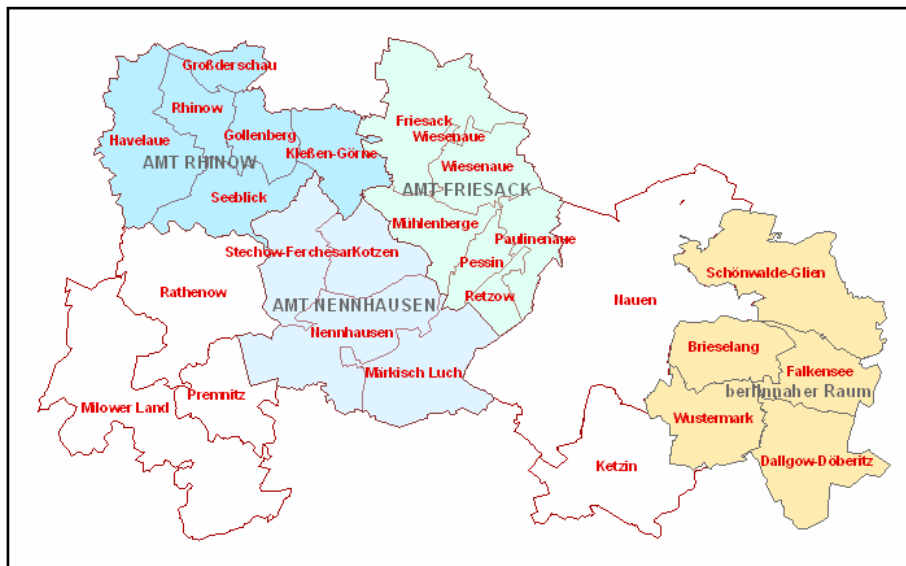 Großderschau
Rhinow
Gollenberg
Havelaue
Kleßen-Görne
AMT RHINOW
Seeblick
Friesack
Wiesenaue
Wiesenaue
AMT FRIESACK
Mühlenberge
Paulinenaue
Pessin
Retzow
Stechow-Ferchesar
Kotzen
Rathenow
AMT NENNHAUSEN
Nennhausen
Märkisch Luch
Premnitz
Milower Land
Nauen
Ketzin
Schönwalde-Glien
Brieselang
Falkensee
berlinnaher Raum
Wustermark
Dallgow-Döberitz